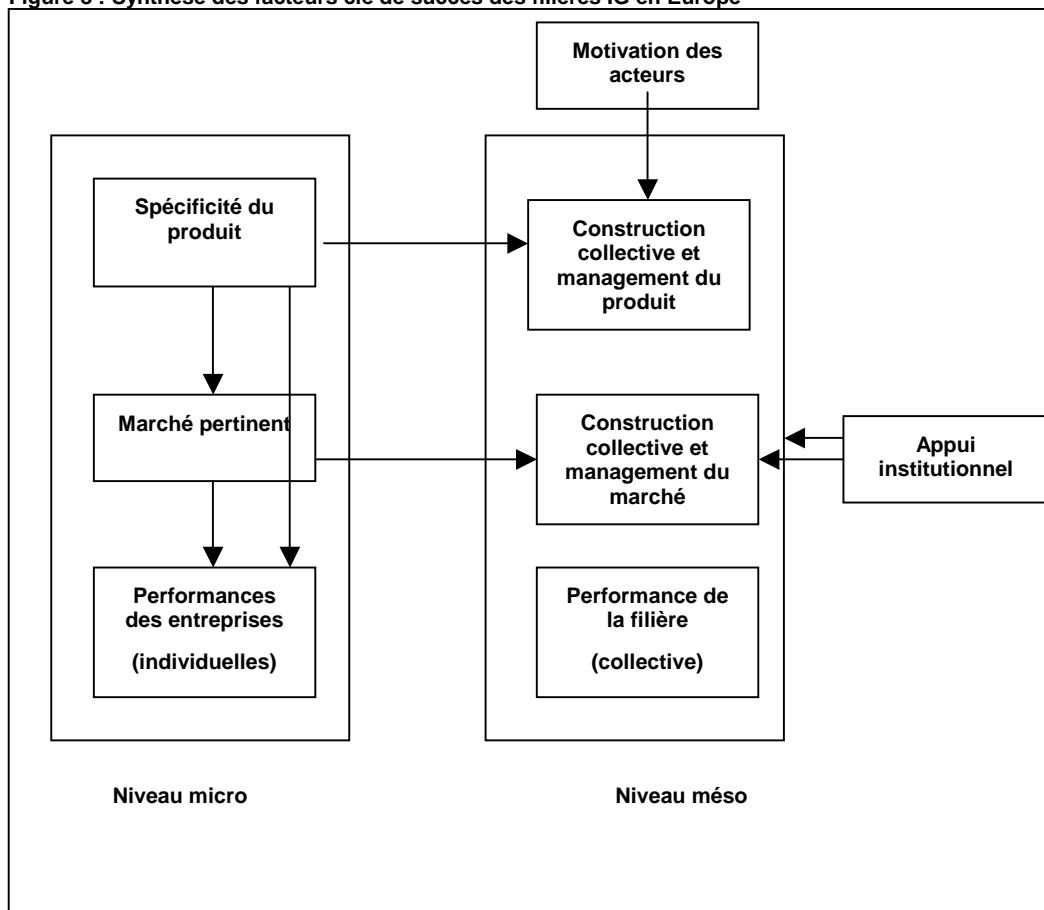 Figure 8 : Synthèse des facteurs clé de succès des filières IG en Europe
Motivation des
acteurs
Spécificité du
produit
Construction
collective et
management du
produit
Marché pertinent
Construction
collective et
management du
marché
Appui
institutionnel
Performances
des entreprises
(individuelles)
Performance de
la filière
(collective)
Niveau micro
Niveau méso